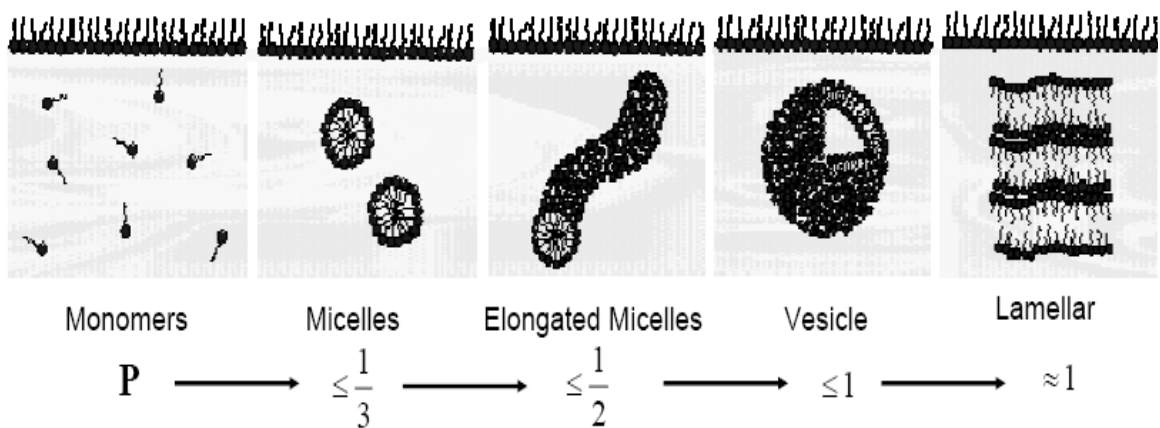 Monomers Micelles Elongated Micelles Vesicle Lamellar
P → ≤ 1/3 → ≤ 1/2 → ≤1 → ≈1